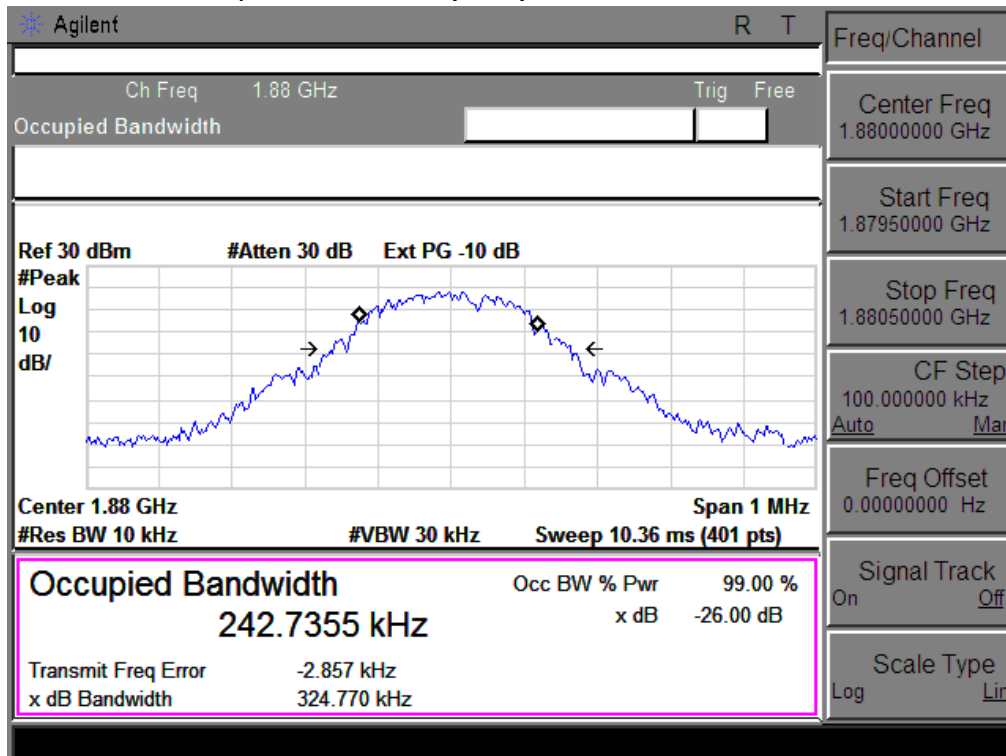 Agilent R T
Ch Freq 1.88 GHz Trig Free
Occupied Bandwidth
Ref 30 dBm #Atten 30 dB Ext PG -10 dB
#Peak
Log
10
dB/
Center 1.88 GHz Span 1 MHz
#Res BW 10 kHz #VBW 30 kHz Sweep 10.36 ms (401 pts)
Occupied Bandwidth Occ BW % Pwr 99.00 %
242.7355 kHz x dB -26.00 dB
Transmit Freq Error -2.857 kHz
x dB Bandwidth 324.770 kHz
Freq/Channel
Center Freq
1.88000000 GHz
Start Freq
1.87950000 GHz
Stop Freq
1.88050000 GHz
CF Step
100.000000 kHz
Auto Man
Freq Offset
0.00000000 Hz
Signal Track
On Off
Scale Type
Log Lin